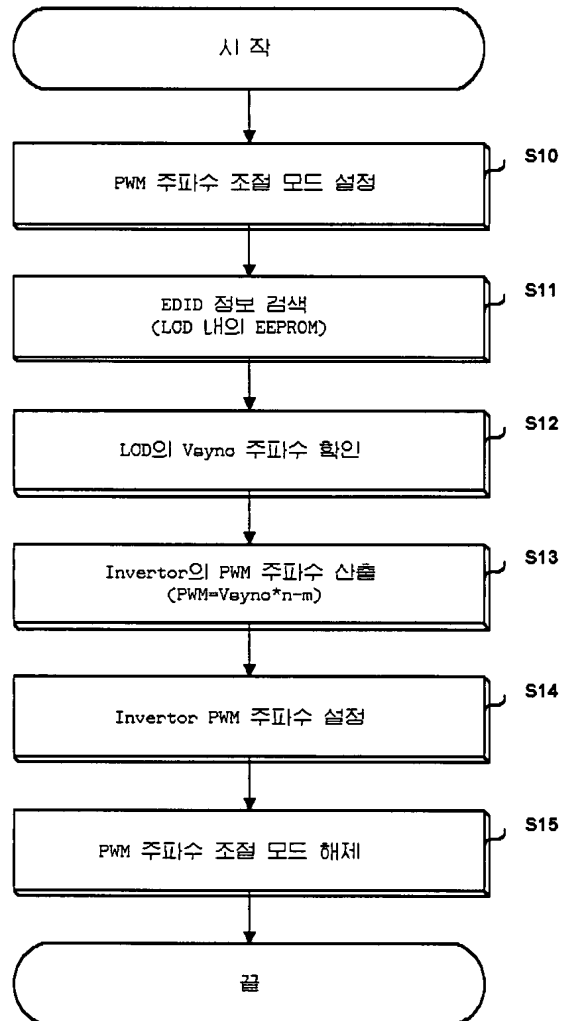 시 작
S10
PWM 주파수 조절 모드 설정
S11
EDID 정보 검색
(LCD 내의 EEPROM)
S12
LCD의 Vsync 주파수 확인
S13
Invertor의 PWM 주파수 산출
(PWM=Vsync*n-m)
S14
Invertor PWM 주파수 설정
S15
PWM 주파수 조절 모드 해제
끝